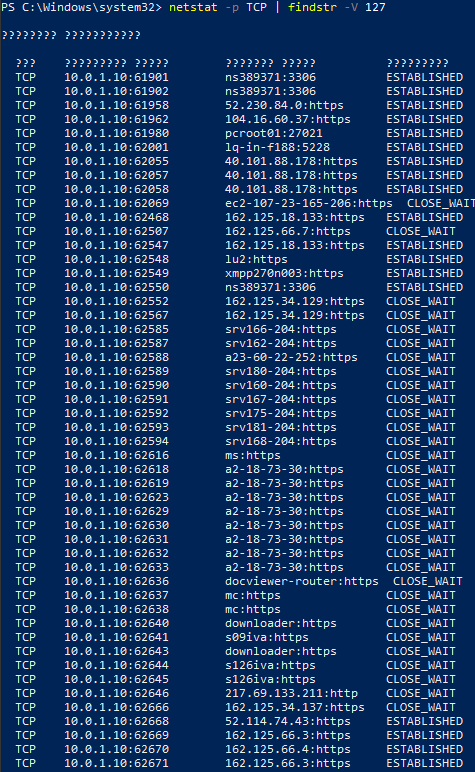 PS C:\Windows\system32> netstat -p TCP | findstr -V 127
???????? ???????????
??? ????????? ????? ??????? ????? ?????????
TCP 10.0.1.10:61901 ns389371:3306 ESTABLISHED
TCP 10.0.1.10:61902 ns389371:3306 ESTABLISHED
TCP 10.0.1.10:61958 52.230.84.0:https ESTABLISHED
TCP 10.0.1.10:61962 104.16.60.37:https ESTABLISHED
TCP 10.0.1.10:61980 pcroot01:27021 ESTABLISHED
TCP 10.0.1.10:62001 lq-in-f188:5228 ESTABLISHED
TCP 10.0.1.10:62055 40.101.88.178:https ESTABLISHED
TCP 10.0.1.10:62057 40.101.88.178:https ESTABLISHED
TCP 10.0.1.10:62058 40.101.88.178:https ESTABLISHED
TCP 10.0.1.10:62069 ec2-107-23-165-206:https CLOSE_WAIT
TCP 10.0.1.10:62468 162.125.18.133:https ESTABLISHED
TCP 10.0.1.10:62507 162.125.66.7:https CLOSE_WAIT
TCP 10.0.1.10:62547 162.125.18.133:https ESTABLISHED
TCP 10.0.1.10:62548 lu2:https ESTABLISHED
TCP 10.0.1.10:62549 xmpp270n003:https ESTABLISHED
TCP 10.0.1.10:62550 ns389371:3306 ESTABLISHED
TCP 10.0.1.10:62552 162.125.34.129:https CLOSE_WAIT
TCP 10.0.1.10:62567 162.125.34.129:https CLOSE_WAIT
TCP 10.0.1.10:62585 srv166-204:https CLOSE_WAIT
TCP 10.0.1.10:62587 srv162-204:https CLOSE_WAIT
TCP 10.0.1.10:62588 a23-60-22-252:https CLOSE_WAIT
TCP 10.0.1.10:62589 srv180-204:https CLOSE_WAIT
TCP 10.0.1.10:62590 srv160-204:https CLOSE_WAIT
TCP 10.0.1.10:62591 srv167-204:https CLOSE_WAIT
TCP 10.0.1.10:62592 srv175-204:https CLOSE_WAIT
TCP 10.0.1.10:62593 srv181-204:https CLOSE_WAIT
TCP 10.0.1.10:62594 srv168-204:https CLOSE_WAIT
TCP 10.0.1.10:62616 ms:https CLOSE_WAIT
TCP 10.0.1.10:62618 a2-18-73-30:https CLOSE_WAIT
TCP 10.0.1.10:62619 a2-18-73-30:https CLOSE_WAIT
TCP 10.0.1.10:62623 a2-18-73-30:https CLOSE_WAIT
TCP 10.0.1.10:62629 a2-18-73-30:https CLOSE_WAIT
TCP 10.0.1.10:62630 a2-18-73-30:https CLOSE_WAIT
TCP 10.0.1.10:62631 a2-18-73-30:https CLOSE_WAIT
TCP 10.0.1.10:62632 a2-18-73-30:https CLOSE_WAIT
TCP 10.0.1.10:62633 a2-18-73-30:https CLOSE_WAIT
TCP 10.0.1.10:62636 docviewer-router:https CLOSE_WAIT
TCP 10.0.1.10:62637 mc:https CLOSE_WAIT
TCP 10.0.1.10:62638 mc:https CLOSE_WAIT
TCP 10.0.1.10:62640 downloader:https CLOSE_WAIT
TCP 10.0.1.10:62641 s09iva:https CLOSE_WAIT
TCP 10.0.1.10:62643 downloader:https CLOSE_WAIT
TCP 10.0.1.10:62644 s126iva:https CLOSE_WAIT
TCP 10.0.1.10:62645 s126iva:https CLOSE_WAIT
TCP 10.0.1.10:62646 217.69.133.211:http CLOSE_WAIT
TCP 10.0.1.10:62666 162.125.34.137:https CLOSE_WAIT
TCP 10.0.1.10:62668 52.114.74.43:https ESTABLISHED
TCP 10.0.1.10:62669 162.125.66.3:https ESTABLISHED
TCP 10.0.1.10:62670 162.125.66.4:https ESTABLISHED
TCP 10.0.1.10:62671 162.125.66.3:https ESTABLISHED